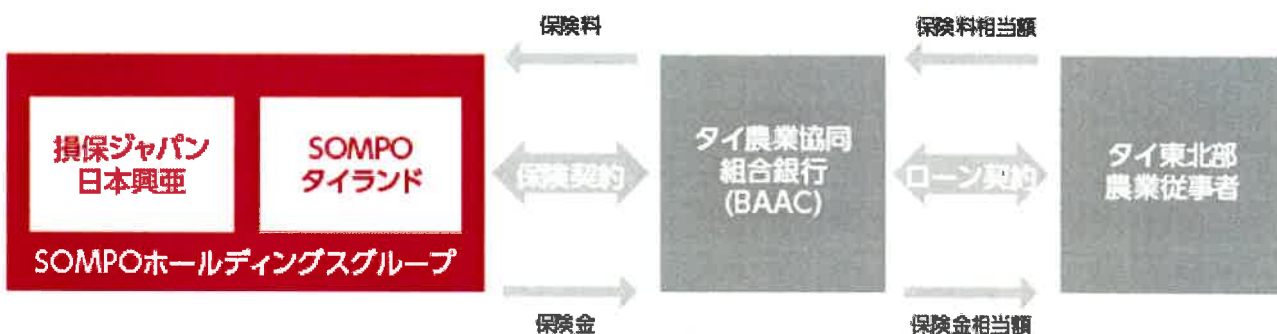 保険料
保険料相当額
損保ジャパン
日本興亜
SOMPO
タイランド
SOMPOホールディングスグループ
保険契約
タイ農業協同
組合銀行
(BAAC)
ローン契約
タイ東北部
農業従事者
保険金
保険金相当額